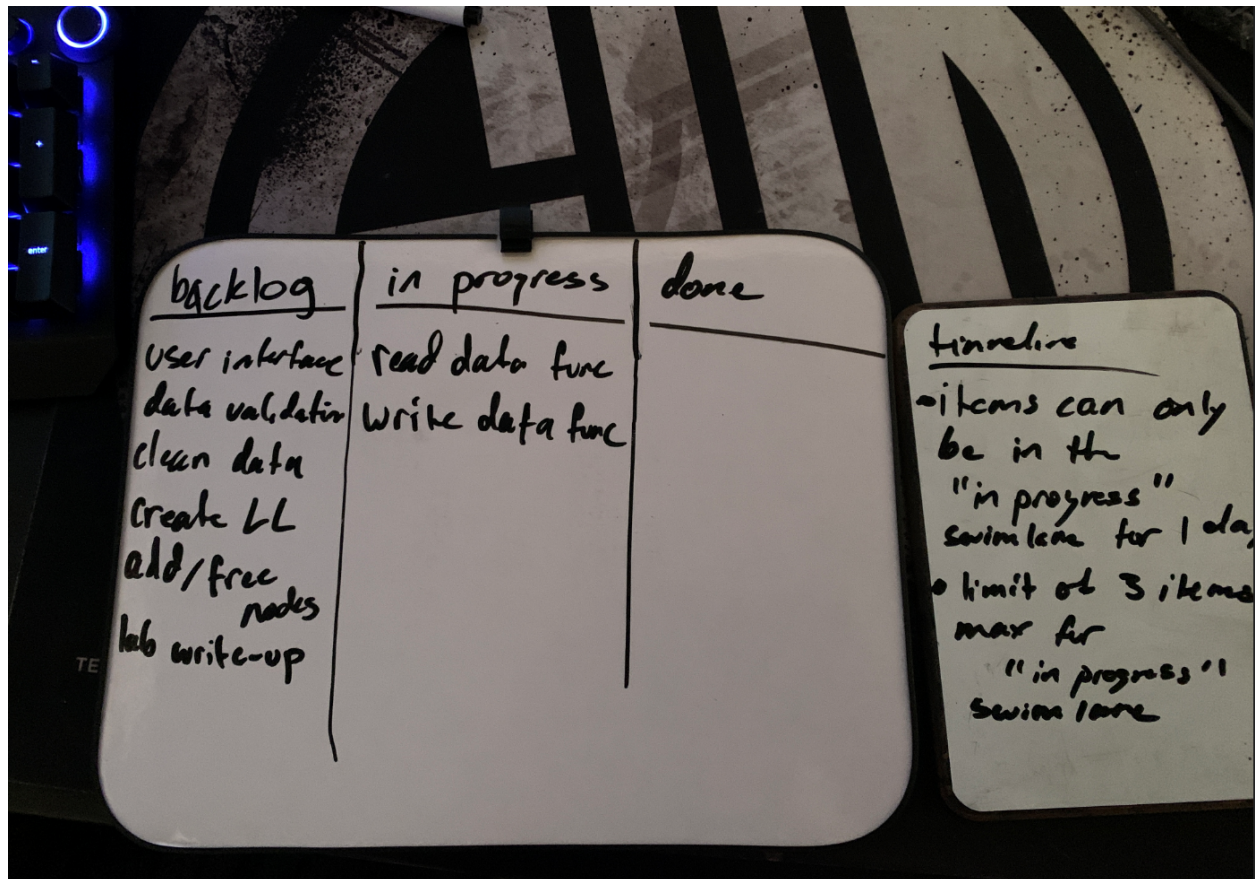 enter
TE
backlog
user interface
data validation
clean data
create LL
add/free
nodes
lab write-up
in progress
read data func
write data func
done
timeline
•items can only
be in the
"in progress"
swimlane for 1 day
• limit of 3 items
max for
"in progress"
swimlane